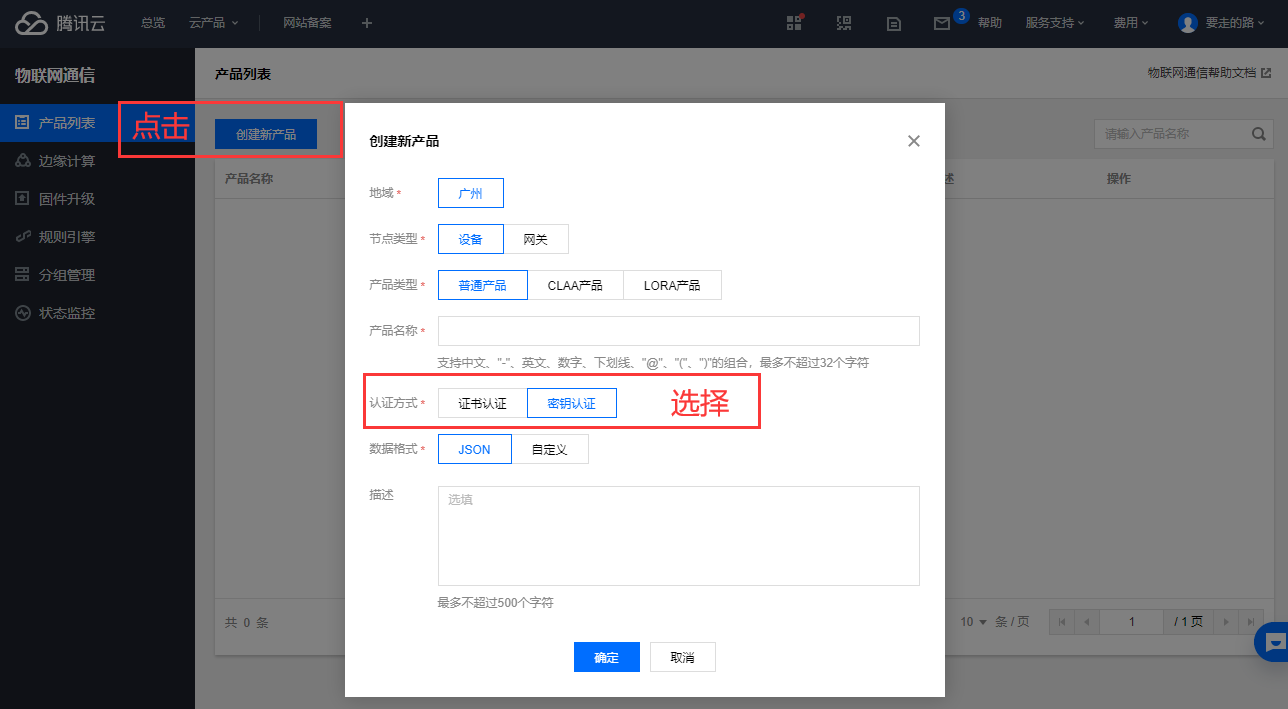 腾讯云 总览 云产品 网站备案 3 帮助 服务支持 费用 要走的路
物联网通信 产品列表 物联网通信帮助文档
产品列表 点击 创建新产品 请输入产品名称
边缘计算
固件升级
规则引擎
分组管理
状态监控
产品名称 述 操作
创建新产品
地域* 广州
节点类型* 设备 网关
产品类型* 普通产品 CLAA产品 LORA产品
产品名称*
支持中文、"-"、英文、数字、下划线、"@"、"("、")"的组合，最多不超过32个字符
认证方式* 证书认证 密钥认证 选择
数据格式* JSON 自定义
描述 选填
最多不超过500个字符
共 0 条 10 条 / 页 1 / 1 页
确定 取消